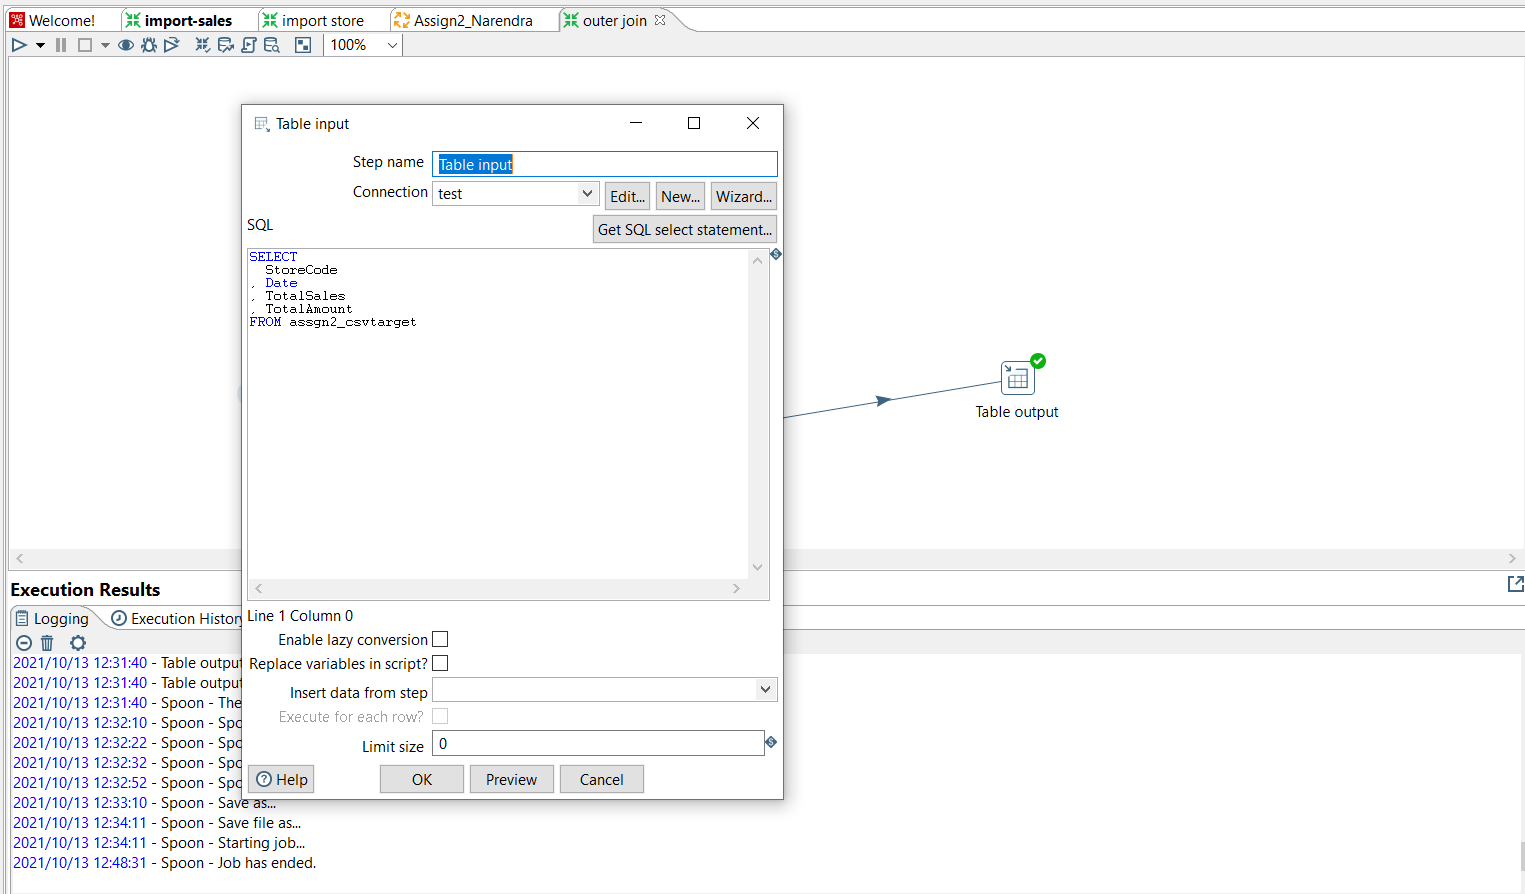 Welcome! import-sales import store Assign2_Narendra outer join
100%
Table input
Step name Table input
Connection test Edit... New... Wizard...
SQL Get SQL select statement...
SELECT
StoreCode
, Date
, TotalSales
, TotalAmount
FROM assgn2_csvtarget
Table output
Line 1 Column 0
Enable lazy conversion
Replace variables in script?
Insert data from step
Execute for each row?
Limit size 0
Help OK Preview Cancel
Execution Results
Logging Execution History
2021/10/13 12:31:40 - Table output
2021/10/13 12:31:40 - Table output
2021/10/13 12:31:40 - Spoon - The
2021/10/13 12:32:10 - Spoon - Spo
2021/10/13 12:32:22 - Spoon - Spo
2021/10/13 12:32:32 - Spoon - Spo
2021/10/13 12:32:52 - Spoon - Spo
2021/10/13 12:33:10 - Spoon - Save as...
2021/10/13 12:34:11 - Spoon - Save file as...
2021/10/13 12:34:11 - Spoon - Starting job...
2021/10/13 12:48:31 - Spoon - Job has ended.